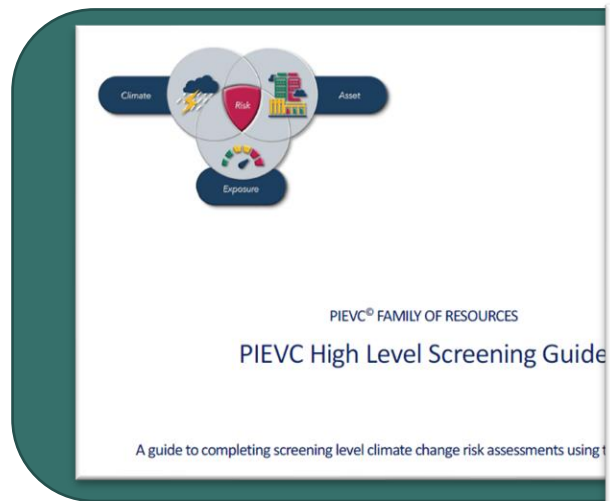 Climate
Risk
Asset
Exposure
PIEVC© FAMILY OF RESOURCES
PIEVC High Level Screening Guide
A guide to completing screening level climate change risk assessments using